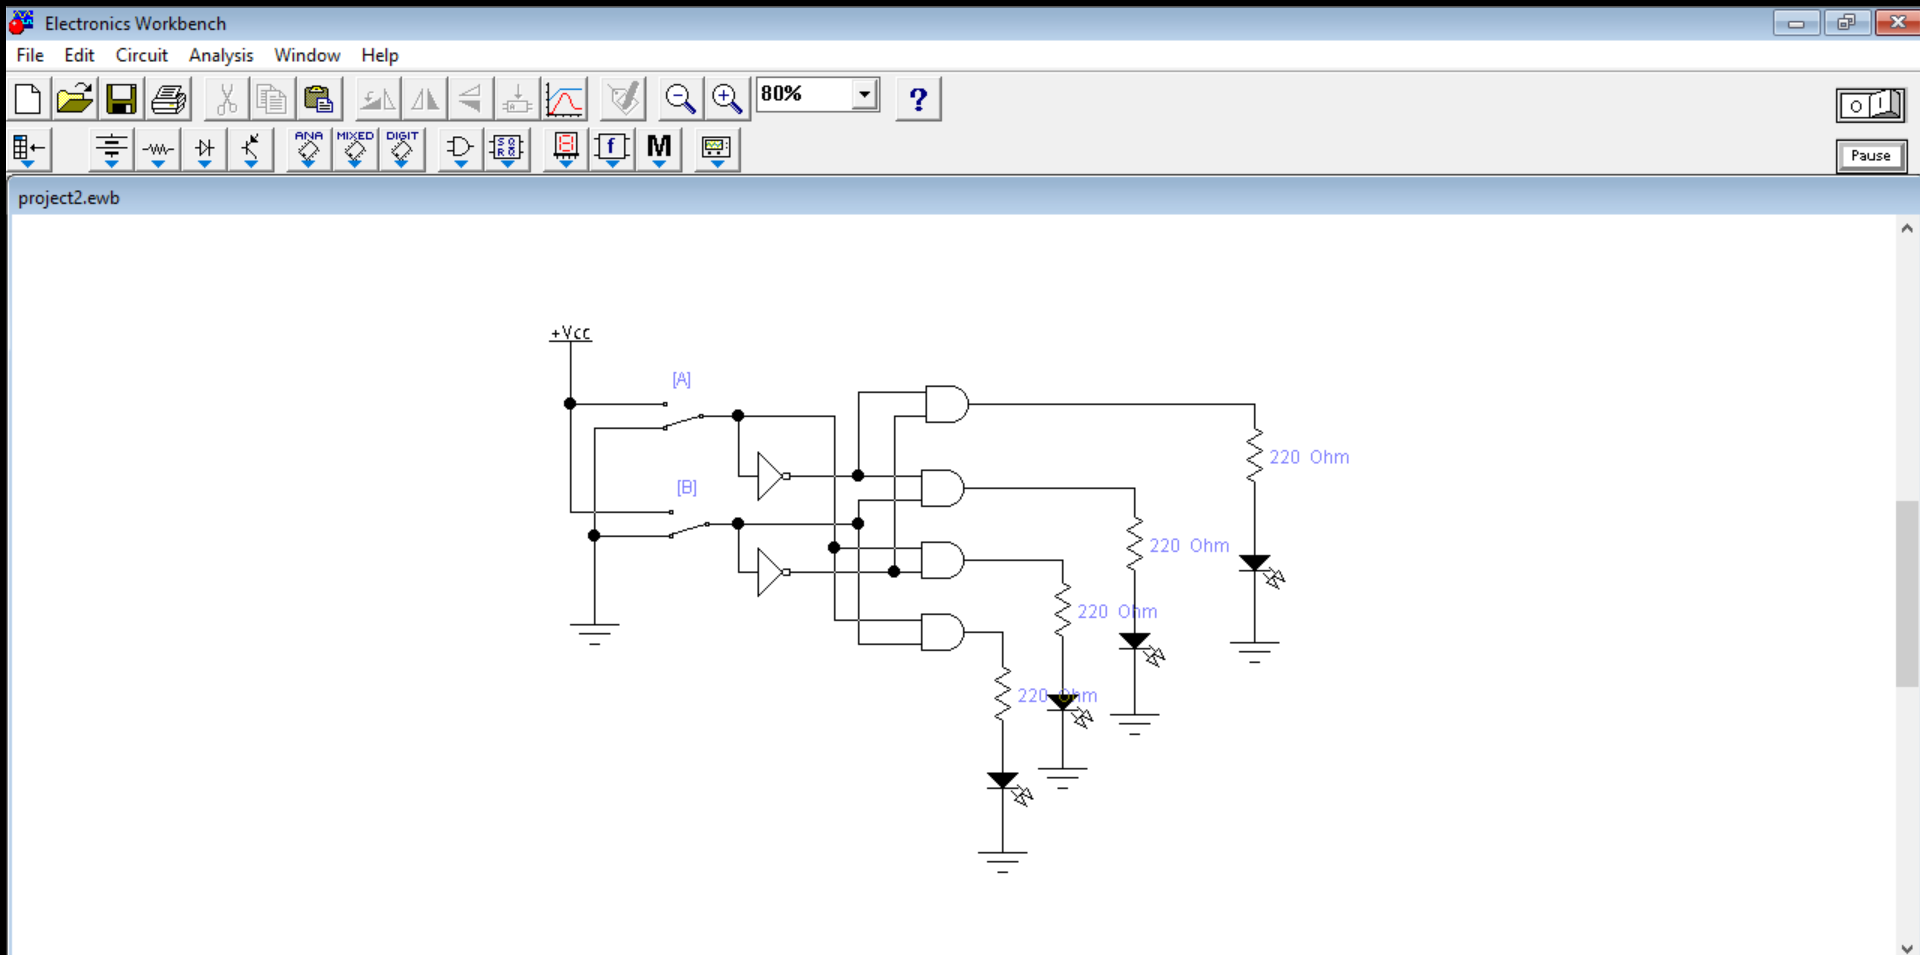 Electronics Workbench
File Edit Circuit Analysis Window Help
80%
?
ANA MIXED DIGIT
f M
Pause
project2.ewb
+Vcc
[A]
220 Ohm
[B]
220 Ohm
220 Ohm
220 Ohm